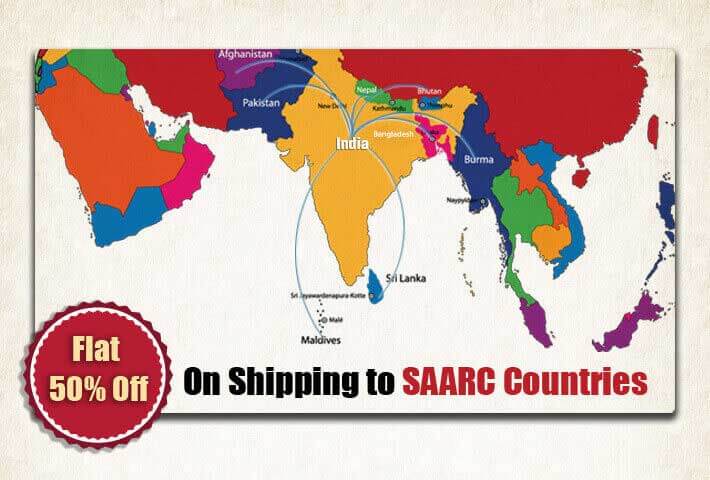 Afghanistan
Pakistan
New Delhi
Nepal
Kathmandu
Bhutan
Thimphu
India
Bangladesh
Burma
Naypyidaw
Sri Lanka
Sri Jayawardenapura-Kotte
Malé
Maldives
Flat
50% Off
On Shipping to SAARC Countries